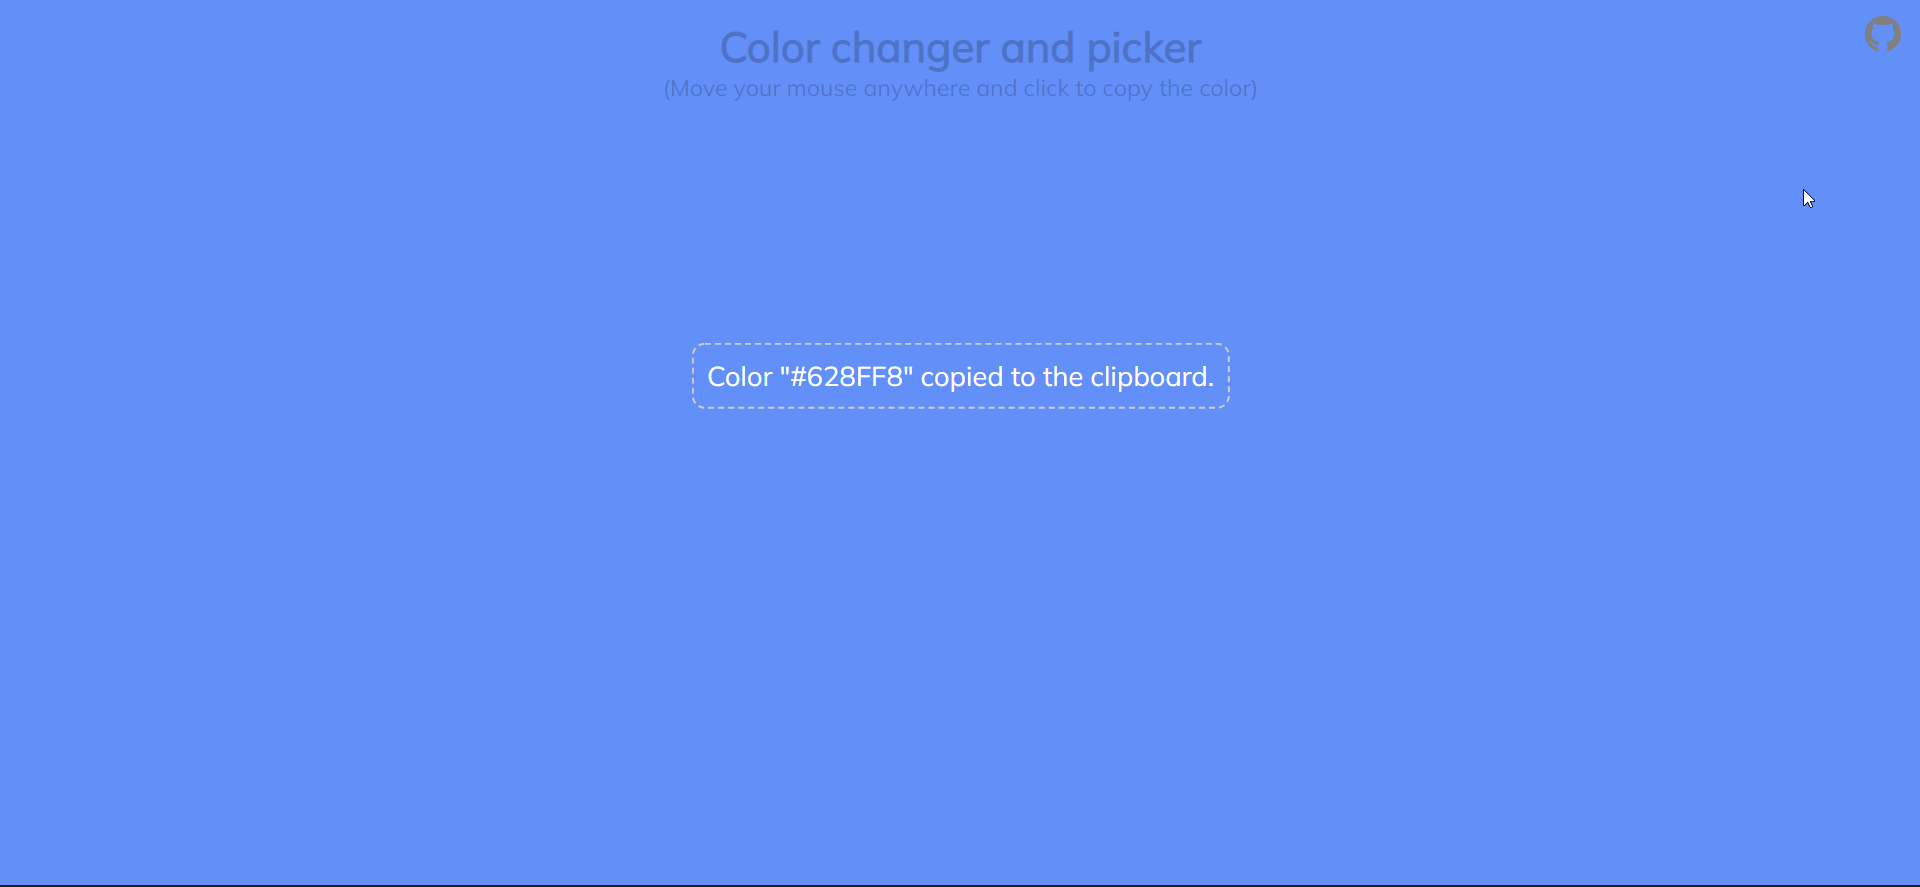 Color changer and picker
(Move your mouse anywhere and click to copy the color)
Color "#628FF8" copied to the clipboard.